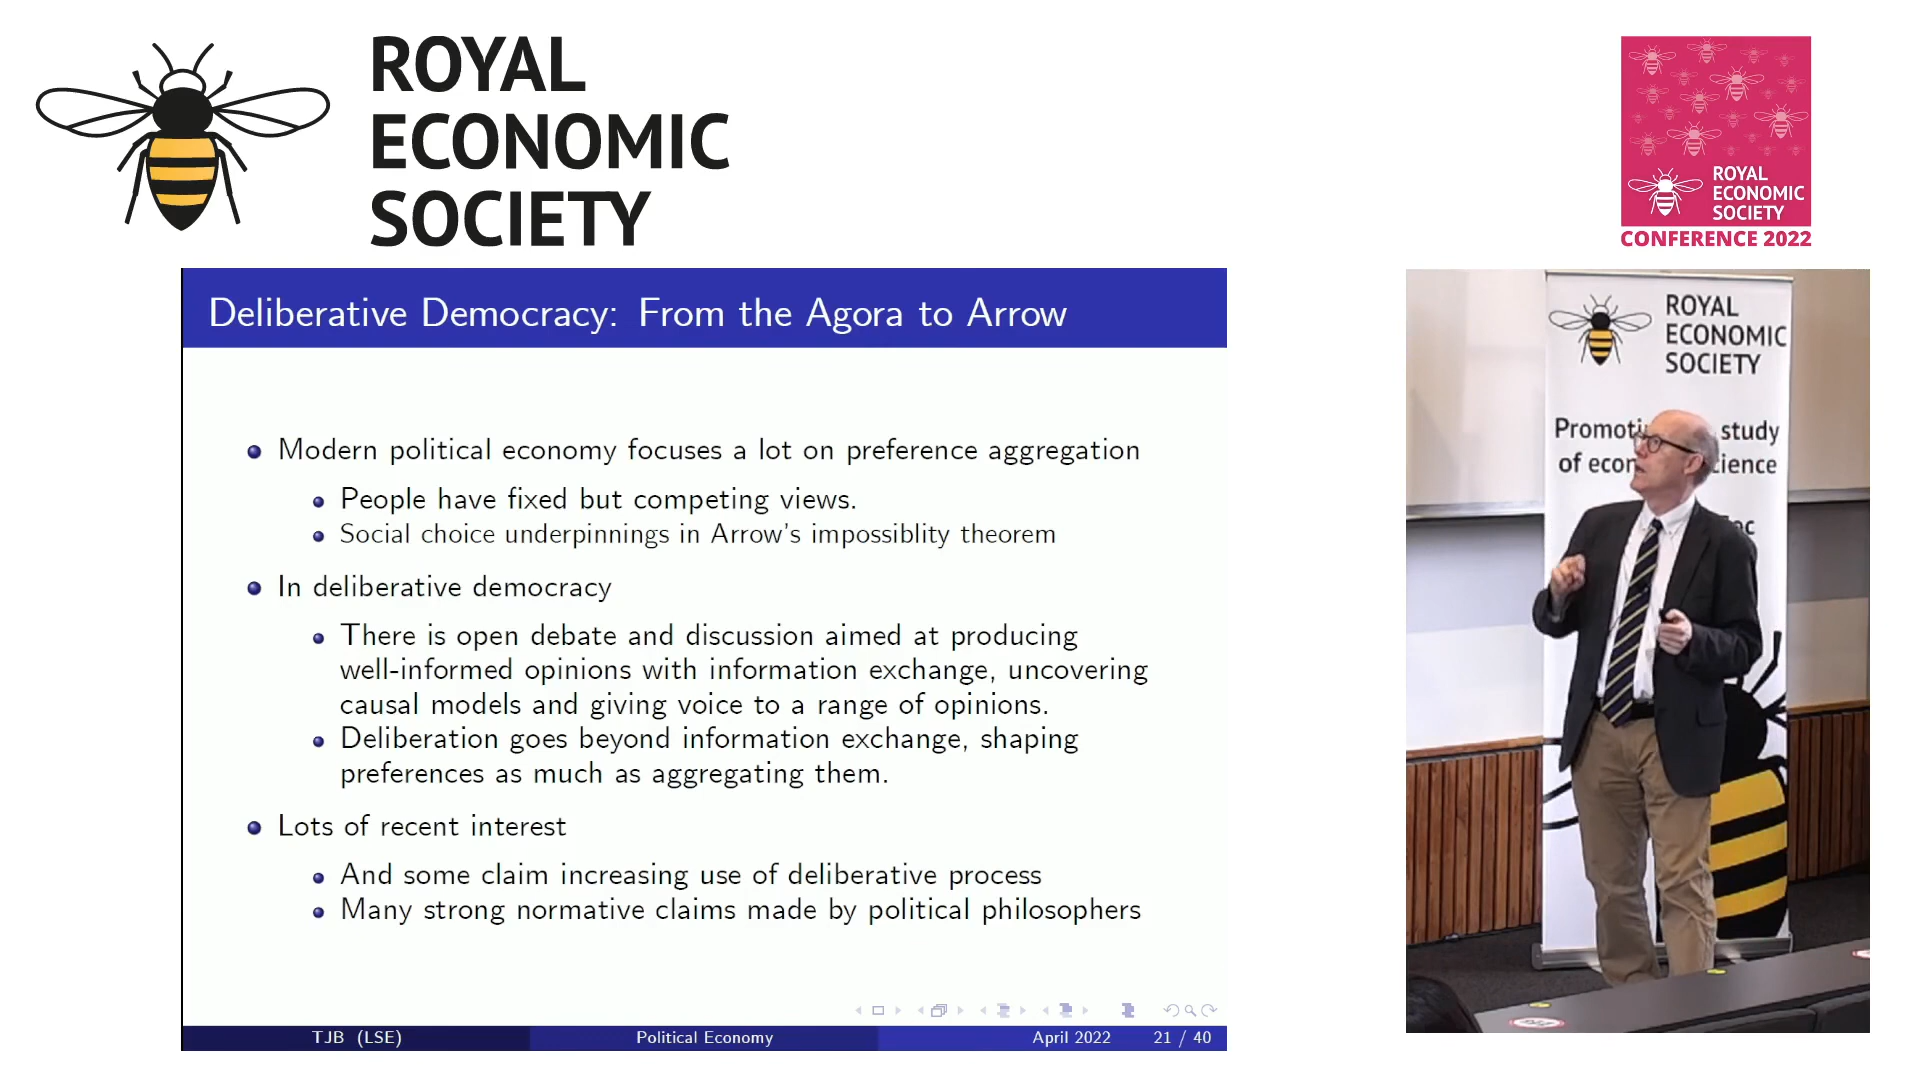 ROYAL
ECONOMIC
SOCIETY
ROYAL
ECONOMIC
SOCIETY
CONFERENCE 2022
Deliberative Democracy: From the Agora to Arrow
Modern political economy focuses a lot on preference aggregation
People have fixed but competing views.
Social choice underpinnings in Arrow's impossiblity theorem
In deliberative democracy
There is open debate and discussion aimed at producing
well-informed opinions with information exchange, uncovering
causal models and giving voice to a range of opinions.
Deliberation goes beyond information exchange, shaping
preferences as much as aggregating them.
Lots of recent interest
And some claim increasing use of deliberative process
Many strong normative claims made by political philosophers
TJB (LSE)
Political Economy
April 2022
21 / 40
ROYAL
ECONOMIC
SOCIETY
study
of